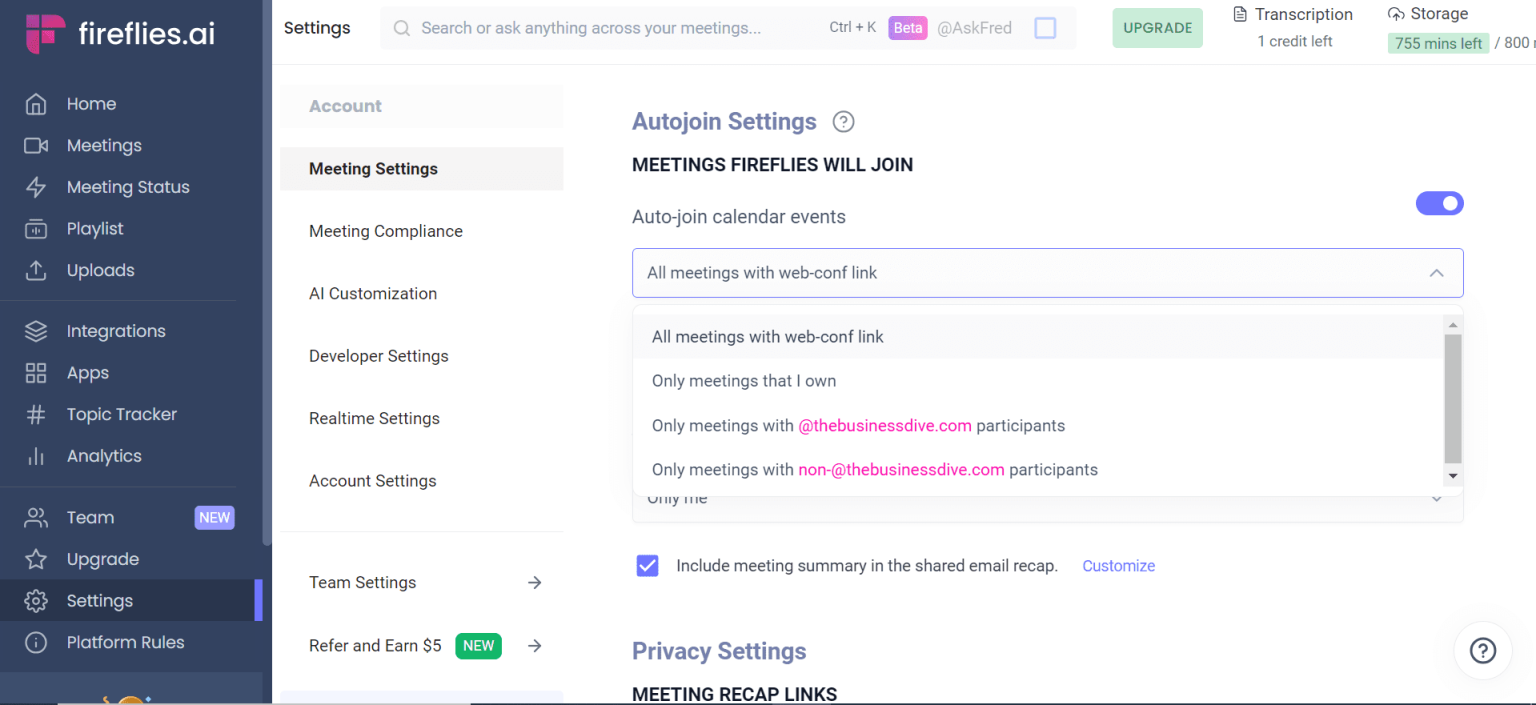 fireflies.ai
Home
Meetings
Meeting Status
Playlist
Uploads
Integrations
Apps
Topic Tracker
Analytics
Team NEW
Upgrade
Settings
Platform Rules
Settings
Search or ask anything across your meetings... Ctrl + K Beta @AskFred
UPGRADE
Transcription
1 credit left
Storage
755 mins left / 800
Account
Meeting Settings
Meeting Compliance
AI Customization
Developer Settings
Realtime Settings
Account Settings
Team Settings
Refer and Earn $5 NEW
Autojoin Settings
MEETINGS FIREFLIES WILL JOIN
Auto-join calendar events
All meetings with web-conf link
All meetings with web-conf link
Only meetings that I own
Only meetings with @thebusinessdive.com participants
Only meetings with non-@thebusinessdive.com participants
Only me
Include meeting summary in the shared email recap. Customize
Privacy Settings
MEETING RECAP LINKS